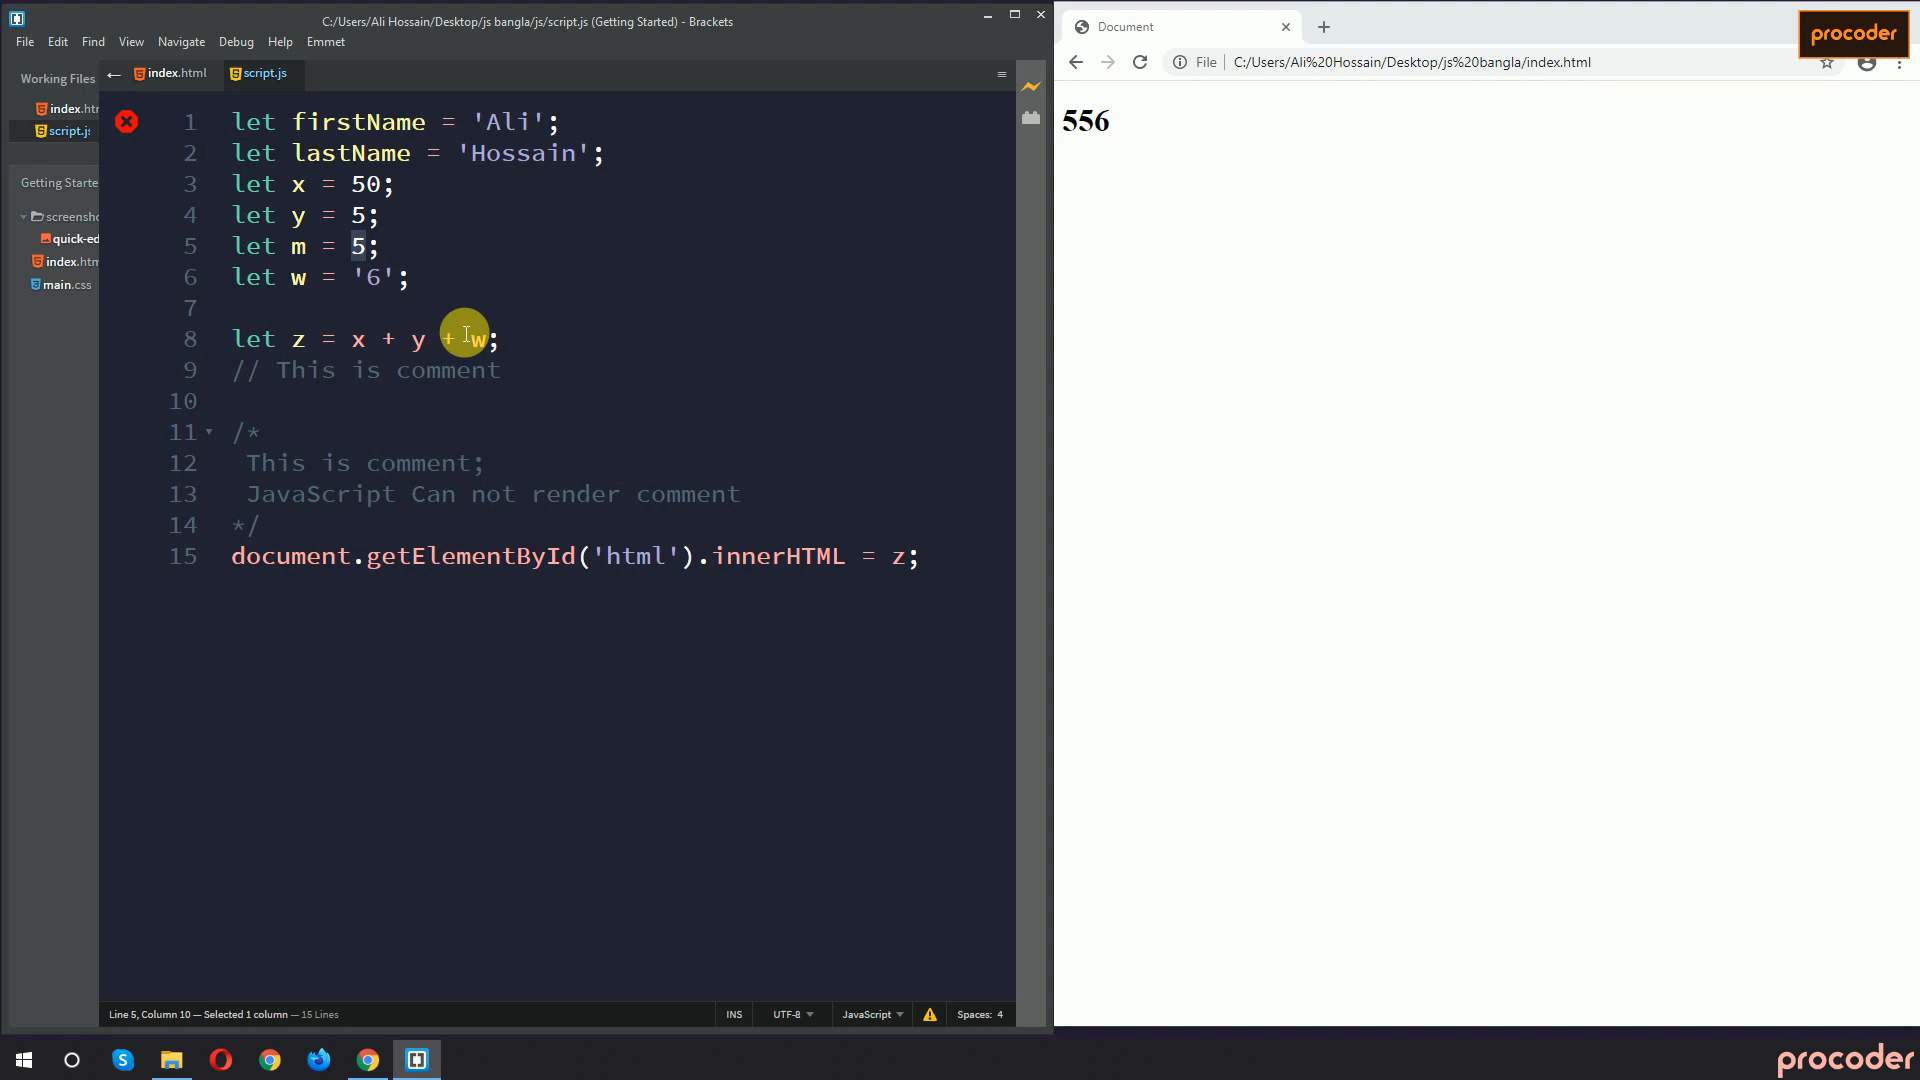 C:/Users/Ali Hossain/Desktop/js bangla/js/script.js (Getting Started) - Brackets
File Edit Find View Navigate Debug Help Emmet
Working Files
index.htm
script.js
Getting Starte
screensho
quick-ed
index.htm
main.css
index.html script.js
1 let firstName = 'Ali';
2 let lastName = 'Hossain';
3 let x = 50;
4 let y = 5;
5 let m = 5;
6 let w = '6';
7
8 let z = x + y + w;
9 // This is comment
10
11 /*
12 This is comment;
13 JavaScript Can not render comment
14 */
15 document.getElementById('html').innerHTML = z;
Line 5, Column 10 — Selected 1 column — 15 Lines
INS UTF-8 JavaScript Spaces: 4
Document
File C:/Users/Ali%20Hossain/Desktop/js%20bangla/index.html
procoder
556
procoder